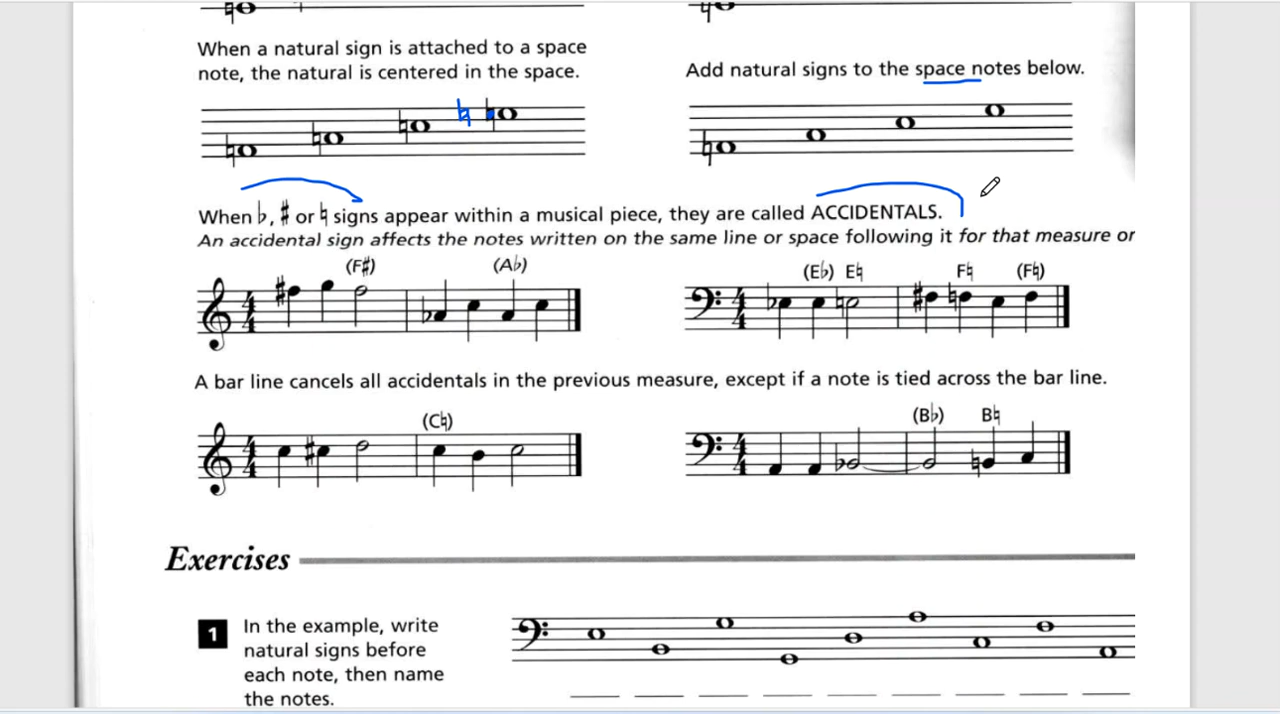 When a natural sign is attached to a space
note, the natural is centered in the space.
Add natural signs to the space notes below.
When ♭, ♯ or ♮ signs appear within a musical piece, they are called ACCIDENTALS.
An accidental sign affects the notes written on the same line or space following it for that measure or
(F♯) (A♭)
(E♭) E♮ F♮ (F♮)
A bar line cancels all accidentals in the previous measure, except if a note is tied across the bar line.
(C♮)
(B♭) B♮
Exercises
1
In the example, write
natural signs before
each note, then name
the notes.